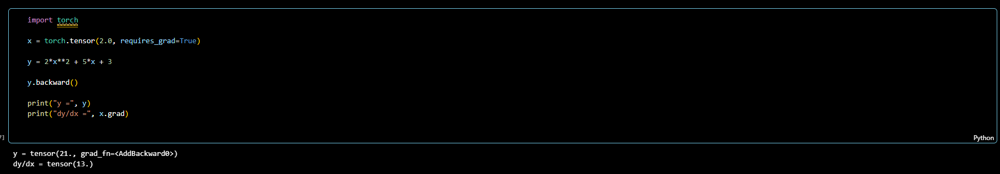 import torch
x = torch.tensor(2.0, requires_grad=True)
y = 2*x**2 + 5*x + 3
y.backward()
print("y =", y)
print("dy/dx =", x.grad)
7]
Python
y = tensor(21., grad_fn=<AddBackward0>)
dy/dx = tensor(13.)